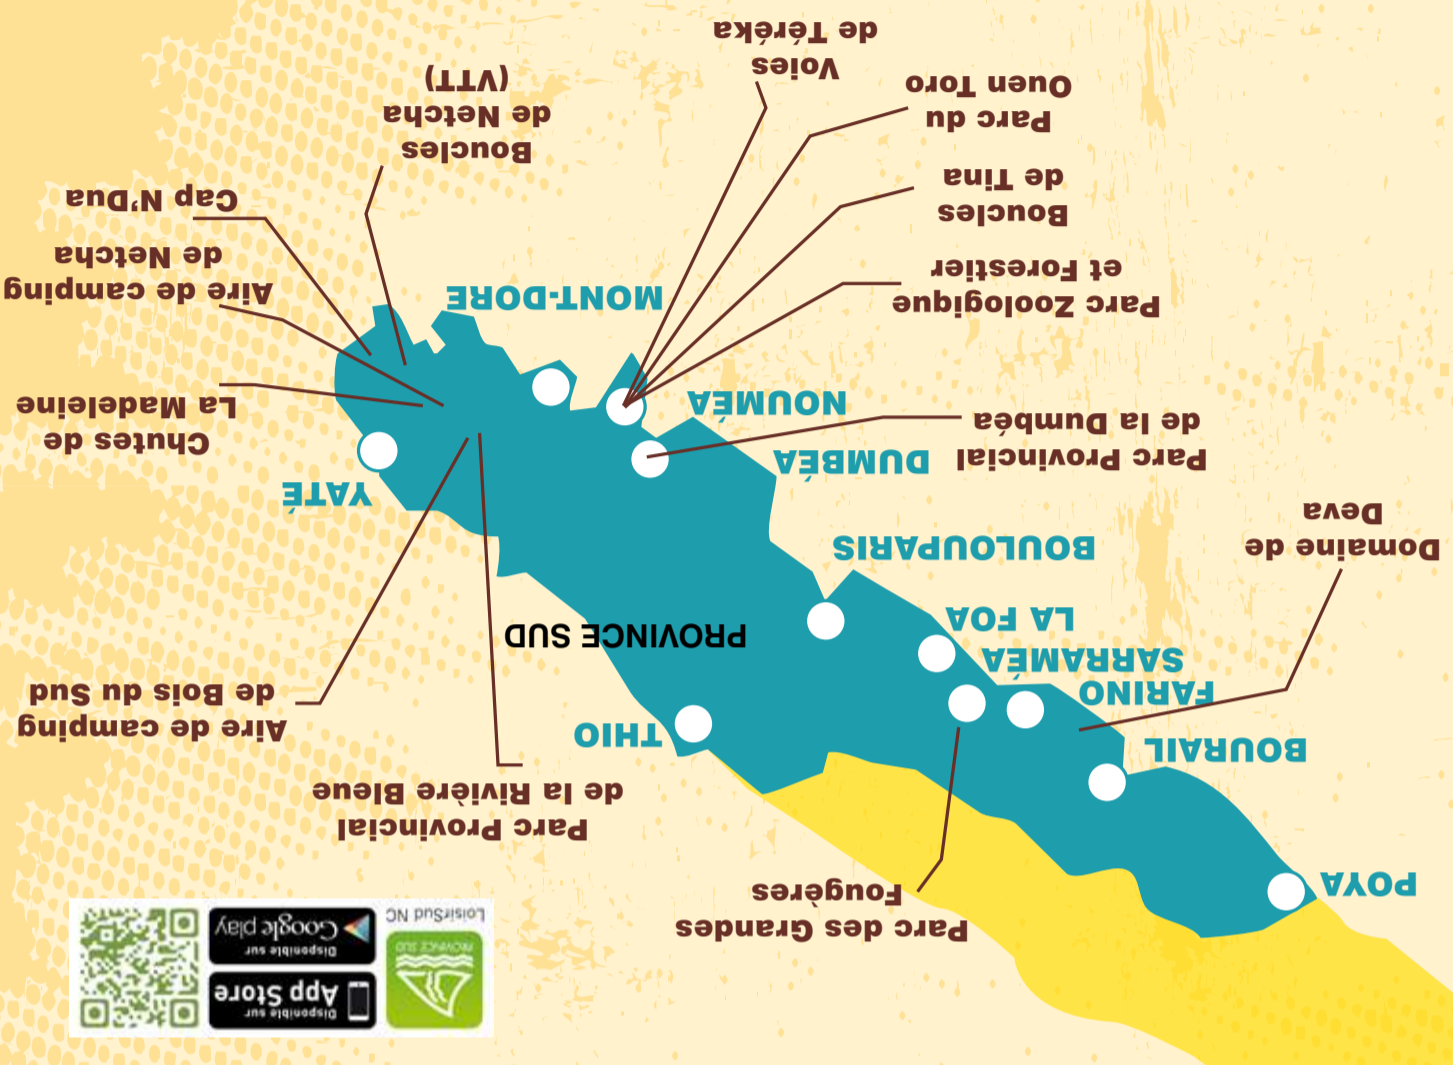 Disponible sur
App Store
Disponible sur
Google play
PROVINCE SUD
LoisirSud NC
Parc des Grandes
Fougères
POYA
Parc Provincial
de la Rivière Bleue
BOURAIL
THIO
Aire de camping
de Bois du Sud
FARINO
SARRAMÉA
LA FOA
PROVINCE SUD
Domaine de
Deva
BOULOUPARIS
YATÉ
Parc Provincial
de la Dumbéa
DUMBÉA
Chutes de
La Madeleine
NOUMÉA
Parc Zoologique
et Forestier
MONT-DORE
Aire de camping
de Netcha
Boucles
de Tina
Cap N'Dua
Boucles
de Netcha
(VTT)
Parc du
Ouen Toro
Voies
de Téréka